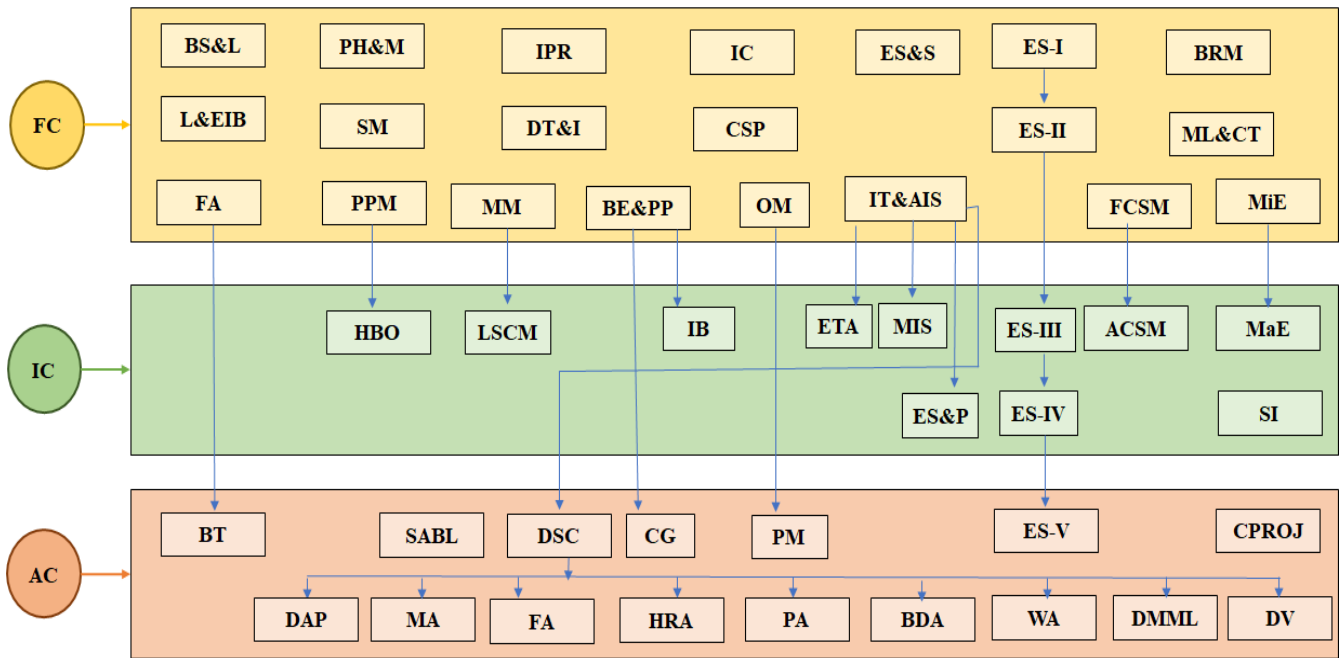 BS&L
PH&M
IPR
IC
ES&S
ES-I
BRM
FC
L&EIB
SM
DT&I
CSP
ES-II
ML&CT
FA
PPM
MM
BE&PP
OM
IT&AIS
FCSM
MiE
IC
HBO
LSCM
IB
ETA
MIS
ES-III
ACSM
MaE
ES&P
ES-IV
SI
AC
BT
SABL
DSC
CG
PM
ES-V
CPROJ
DAP
MA
FA
HRA
PA
BDA
WA
DMML
DV